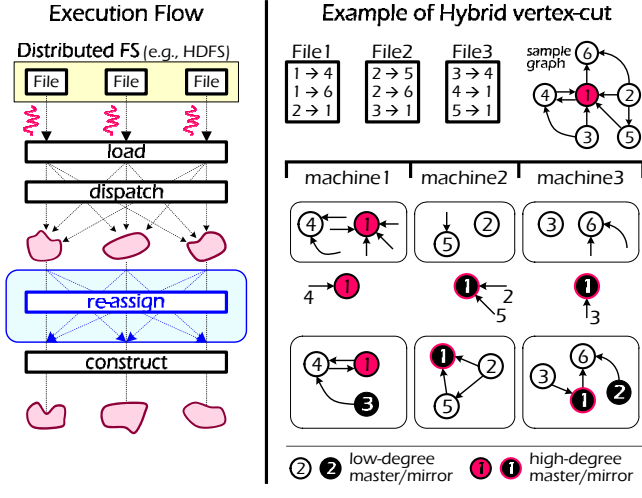 Execution Flow
Distributed FS (e.g., HDFS)
File File File
load
dispatch
re-assign
construct
Example of Hybrid vertex-cut
File1 File2 File3
1 → 4
1 → 6
2 → 1
2 → 5
2 → 6
3 → 1
3 → 4
4 → 1
5 → 1
sample
graph
6
4 1 2
3 5
machine1 machine2 machine3
4 1
5 2
3 6
4 1
1 2
5
1
3
4 1
3
1 2
5
6
3
1 2
2 2 low-degree
master/mirror
1 1 high-degree
master/mirror